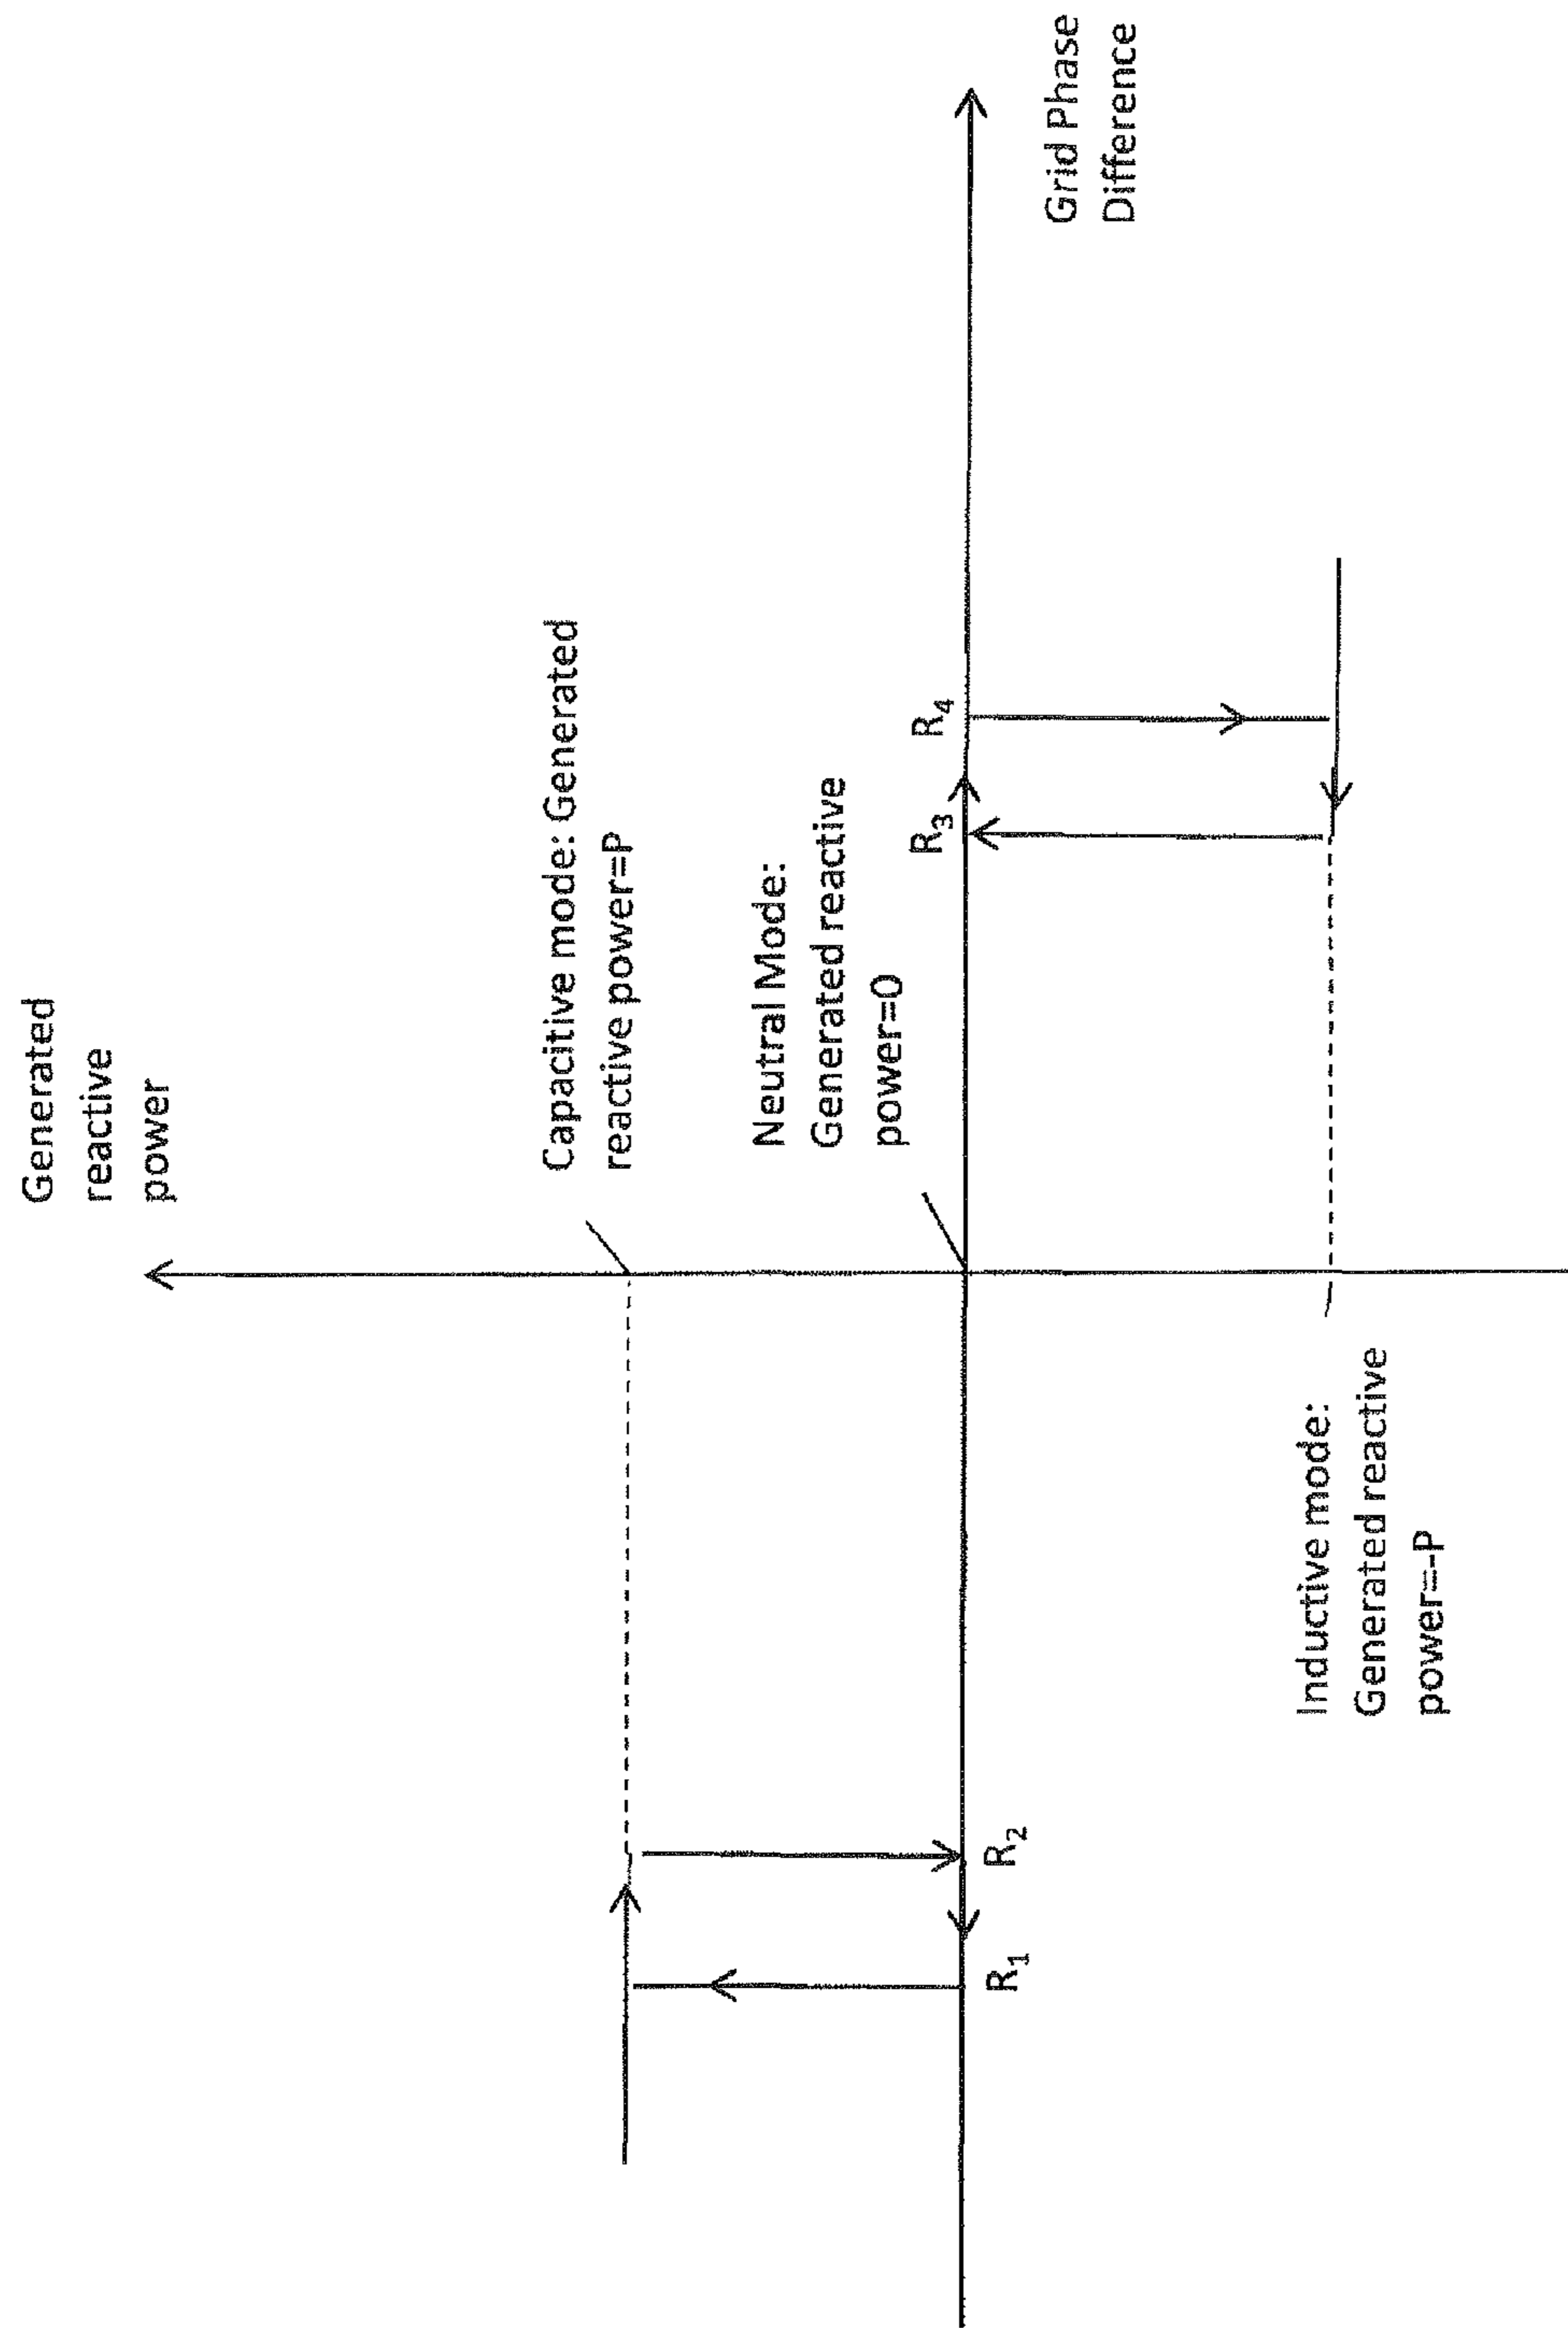 Generated
reactive
power
Capacitive mode: Generated
reactive power=P
Neutral Mode:
Generated reactive
power=0
R4
R3
Grid Phase
Difference
R2
R1
Inductive mode:
Generated reactive
power=-P